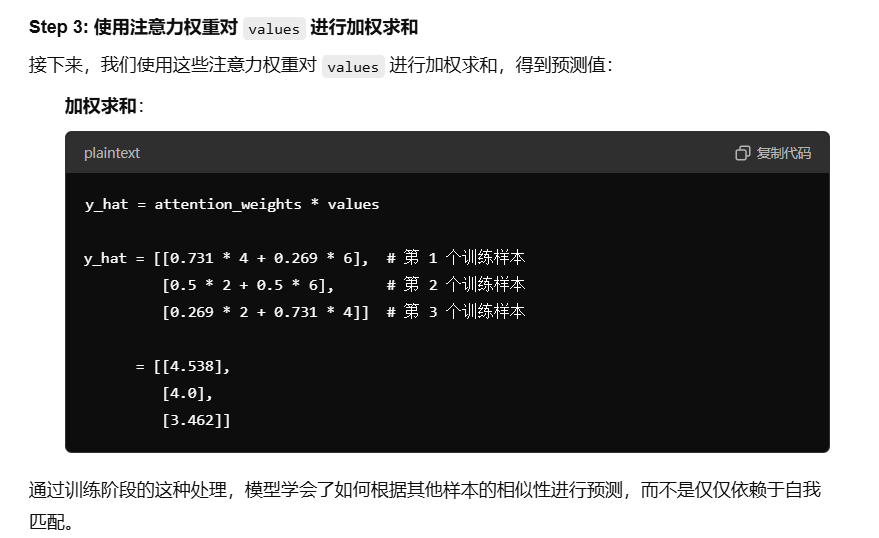 Step 3: 使用注意力权重对 values 进行加权求和
接下来，我们使用这些注意力权重对 values 进行加权求和，得到预测值：
加权求和：
plaintext
复制代码
y_hat = attention_weights * values
y_hat = [[0.731 * 4 + 0.269 * 6],  # 第 1 个训练样本
         [0.5 * 2 + 0.5 * 6],      # 第 2 个训练样本
         [0.269 * 2 + 0.731 * 4]]  # 第 3 个训练样本
      = [[4.538],
         [4.0],
         [3.462]]
通过训练阶段的这种处理，模型学会了如何根据其他样本的相似性进行预测，而不是仅仅依赖于自我
匹配。